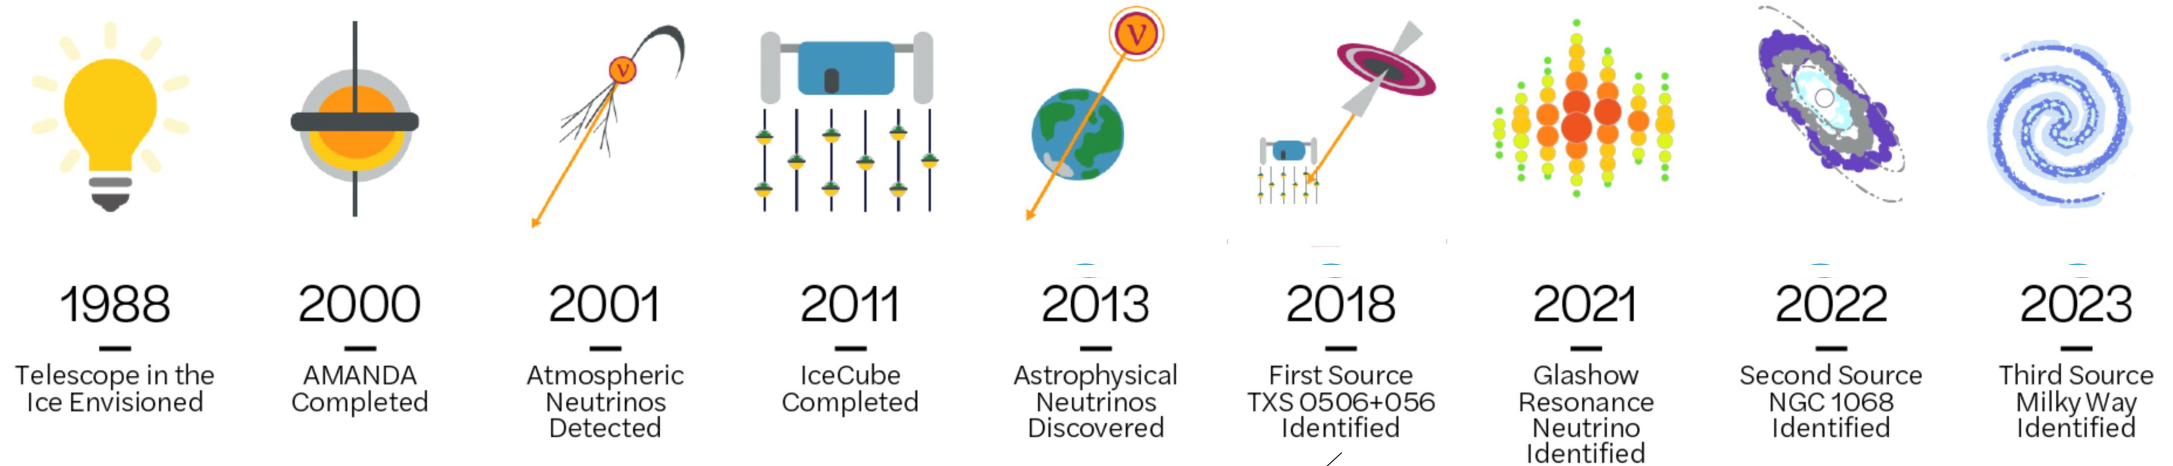 ν
ν
1988
Telescope in the
Ice Envisioned
2000
AMANDA
Completed
2001
Atmospheric
Neutrinos
Detected
2011
IceCube
Completed
2013
Astrophysical
Neutrinos
Discovered
2018
First Source
TXS 0506+056
Identified
2021
Glashow
Resonance
Neutrino
Identified
2022
Second Source
NGC 1068
Identified
2023
Third Source
Milky Way
Identified